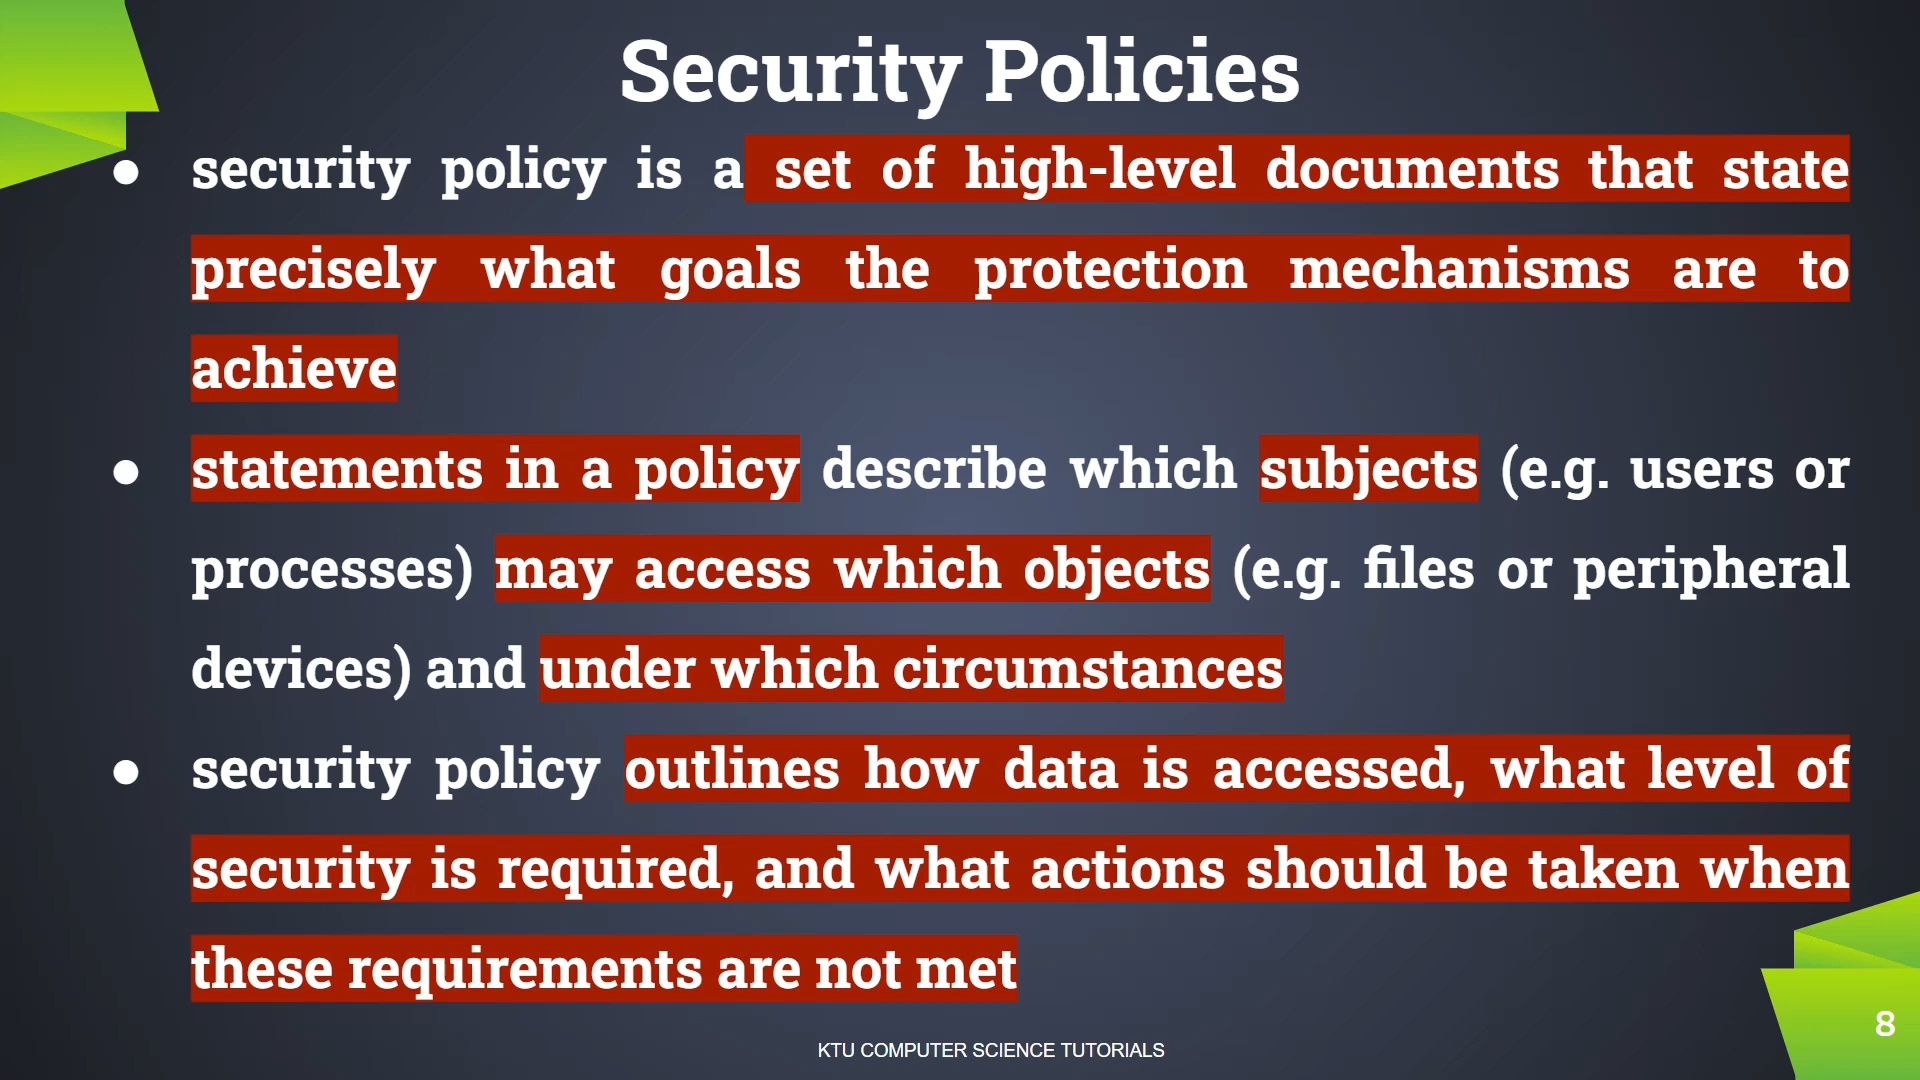 Security Policies
● security policy is a set of high-level documents that state
precisely what goals the protection mechanisms are to
achieve
● statements in a policy describe which subjects (e.g. users or
processes) may access which objects (e.g. files or peripheral
devices) and under which circumstances
● security policy outlines how data is accessed, what level of
security is required, and what actions should be taken when
these requirements are not met
8
KTU COMPUTER SCIENCE TUTORIALS